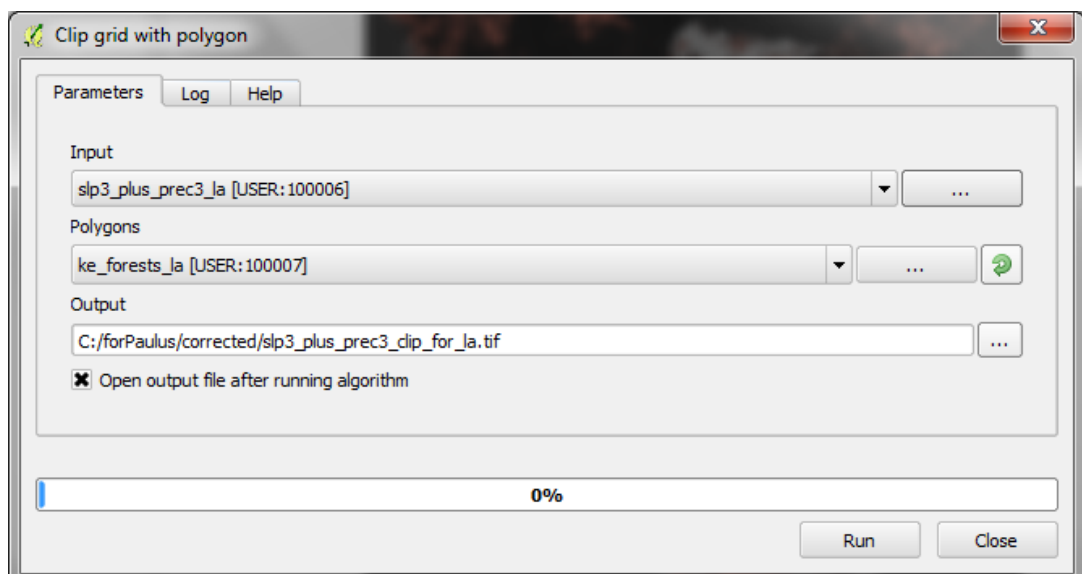 Clip grid with polygon
Parameters Log Help
Input
slp3_plus_prec3_la [USER:100006]
...
Polygons
ke_forests_la [USER:100007]
...
Output
C:/forPaulus/corrected/slp3_plus_prec3_clip_for_la.tif
...
Open output file after running algorithm
0%
Run Close